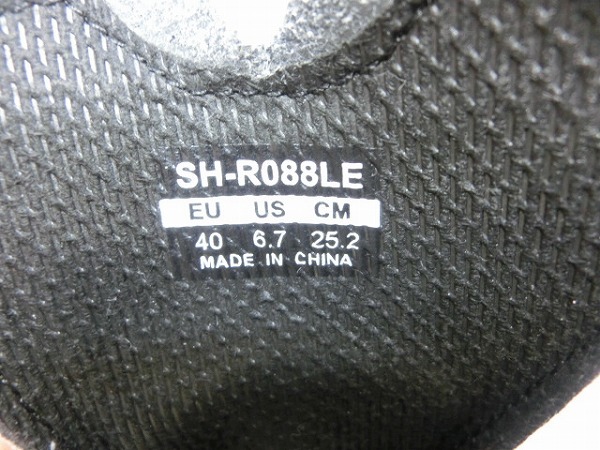 SH-R088LE
EU US CM
40 6.7 25.2
MADE IN CHINA